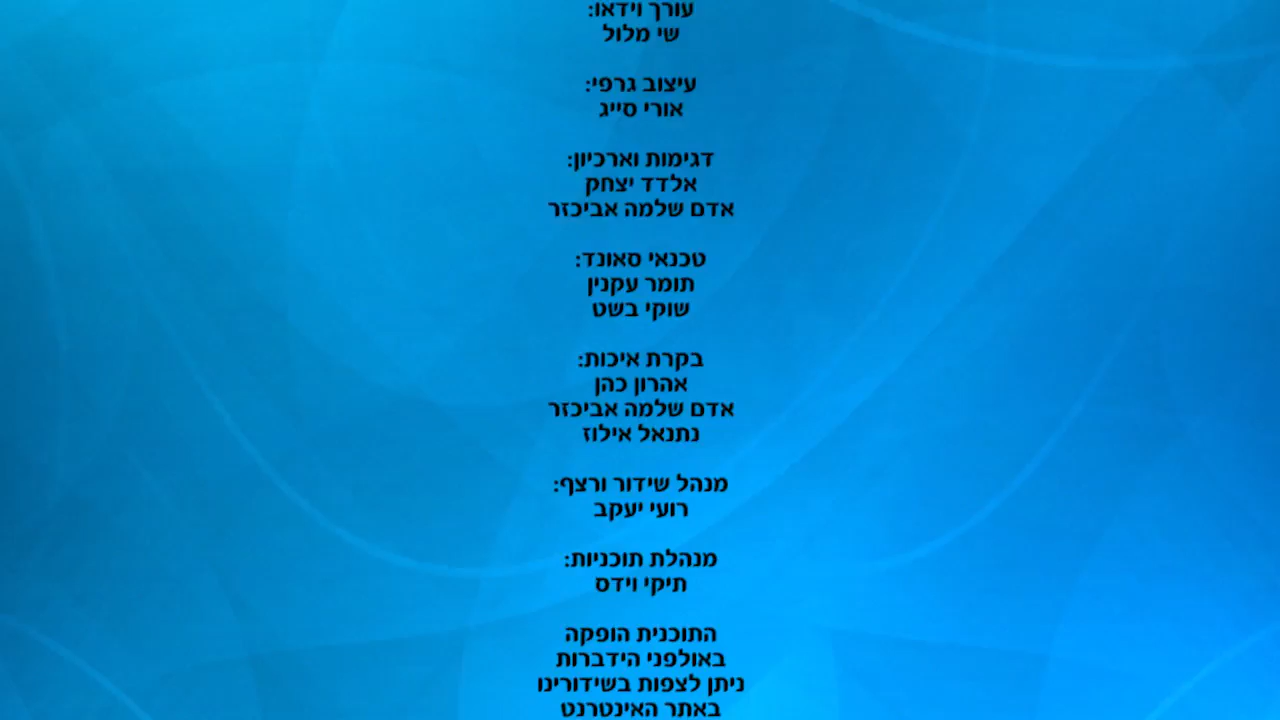 עורך וידאו:
שי מלול
עיצוב גרפי:
אורי סייג
דגימות וארכיון:
אלדד יצחק
אדם שלמה אביכזר
טכנאי סאונד:
תומר עקנין
שוקי בשט
בקרת איכות:
אהרון כהן
אדם שלמה אביכזר
נתנאל אילוז
מנהל שידור ורצף:
רועי יעקב
מנהלת תוכניות:
תיקי וידס
התוכנית הופקה
באולפני הידברות
ניתן לצפות בשידורינו
באתר האינטרנט